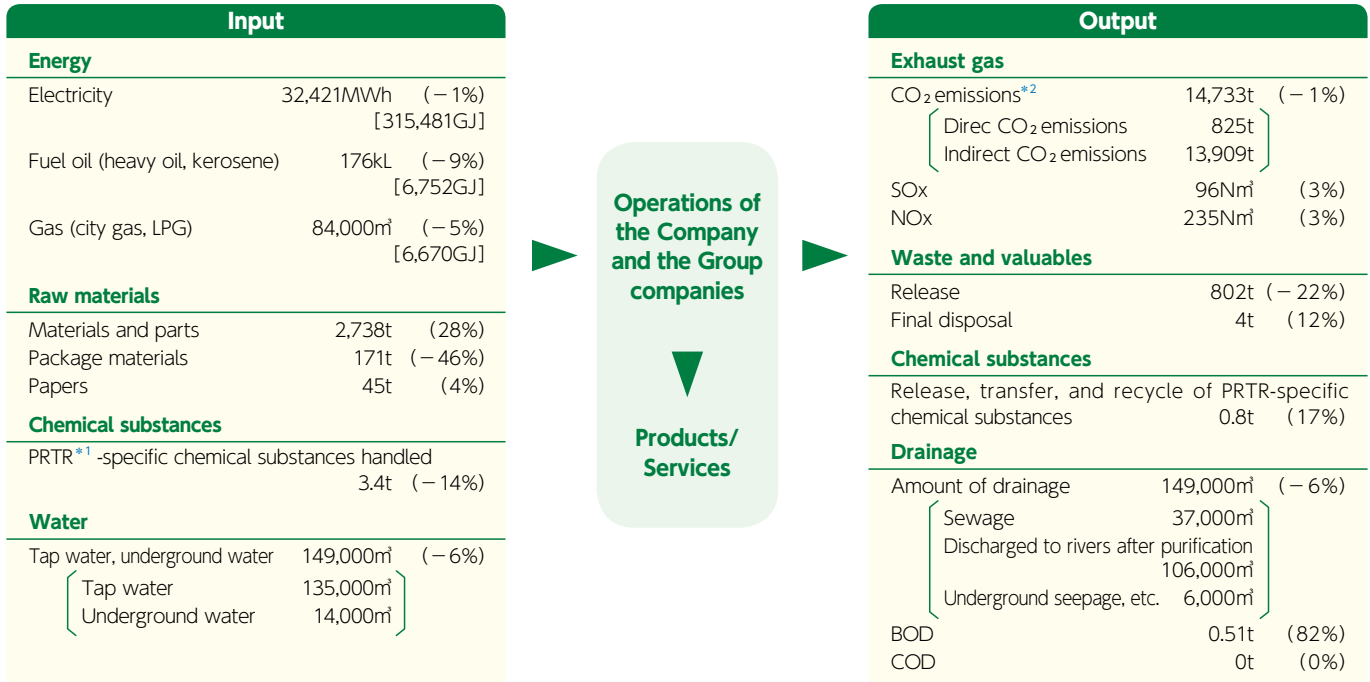 Input
Energy
Electricity 32,421MWh (−1%)
[315,481GJ]
Fuel oil (heavy oil, kerosene) 176kL (−9%)
[6,752GJ]
Gas (city gas, LPG) 84,000㎥ (−5%)
[6,670GJ]
Raw materials
Materials and parts 2,738t (28%)
Package materials 171t (−46%)
Papers 45t (4%)
Chemical substances
PRTR*1 -specific chemical substances handled
3.4t (−14%)
Water
Tap water, underground water 149,000㎥ (−6%)
Tap water 135,000㎥
Underground water 14,000㎥
Operations of
the Company
and the Group
companies
Products/
Services
Output
Exhaust gas
CO2 emissions*2 14,733t (−1%)
Direc CO2 emissions 825t
Indirect CO2 emissions 13,909t
SOx 96N㎥ (3%)
NOx 235N㎥ (3%)
Waste and valuables
Release 802t (−22%)
Final disposal 4t (12%)
Chemical substances
Release, transfer, and recycle of PRTR-specific
chemical substances 0.8t (17%)
Drainage
Amount of drainage 149,000㎥ (−6%)
Sewage 37,000㎥
Discharged to rivers after purification
106,000㎥
Underground seepage, etc. 6,000㎥
BOD 0.51t (82%)
COD 0t (0%)